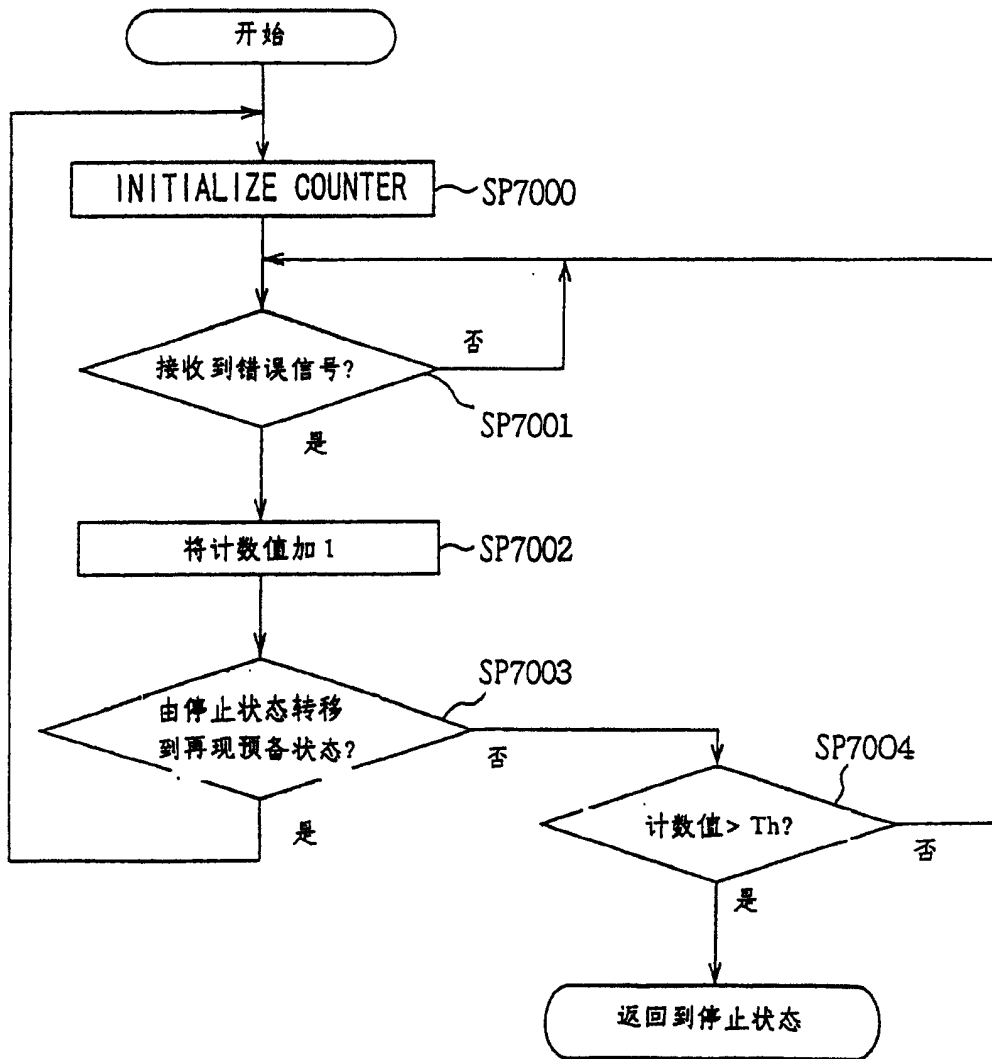 开始
INITIALIZE COUNTER
SP7000
接收到错误信号?
否
SP7001
是
将计数值加1
SP7002
由停止状态转移
到再现预备状态?
SP7003
否
是
计数值> Th?
SP7004
否
是
返回到停止状态